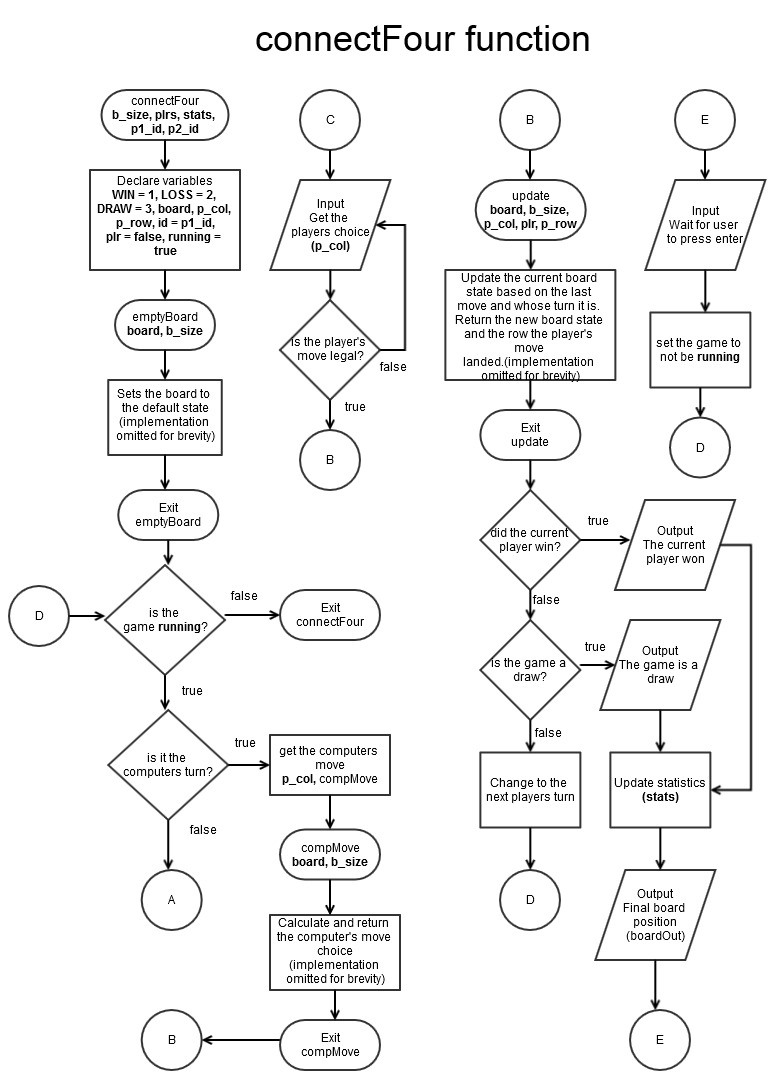 connectFour function
connectFour
b_size, plrs, stats,
p1_id, p2_id
Declare variables
WIN = 1, LOSS = 2,
DRAW = 3, board, p_col,
p_row, id = p1_id,
plr = false, running =
true
emptyBoard
board, b_size
Sets the board to
the default state
(implementation
omitted for brevity)
Exit
emptyBoard
D
is the
game running?
false
Exit
connectFour
true
is it the
computers turn?
true
get the computers
move
p_col, compMove
false
A
compMove
board, b_size
Calculate and return
the computer's move
choice
(implementation
omitted for brevity)
Exit
compMove
B
C
Input
Get the
players choice
(p_col)
is the player's
move legal?
false
true
B
B
update
board, b_size,
p_col, plr, p_row
Update the current board
state based on the last
move and whose turn it is.
Return the new board state
and the row the player's
move
landed.(implementation
omitted for brevity)
Exit
update
did the current
player win?
true
Output
The current
player won
false
is the game a
draw?
true
Output
The game is a
draw
false
Change to the
next players turn
D
Update statistics
(stats)
Output
Final board
position
(boardOut)
E
E
Input
Wait for user
to press enter
set the game to
not be running
D